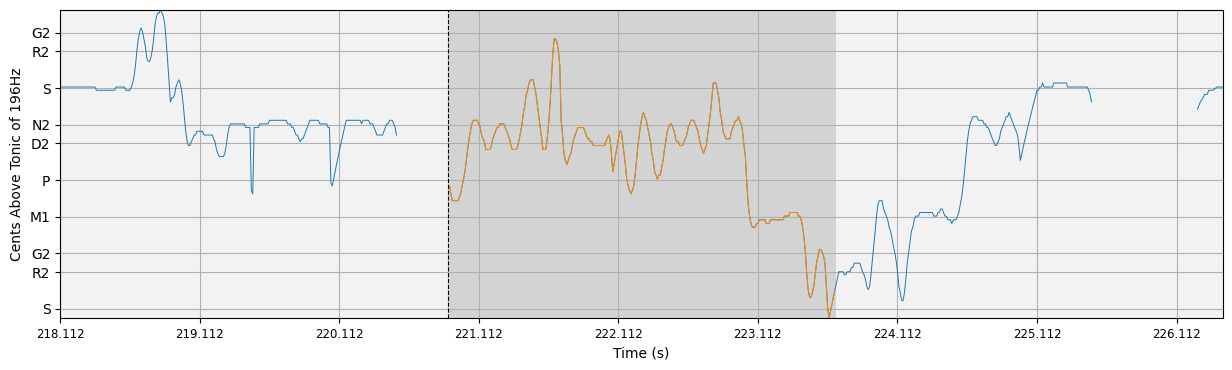 G2
R2
S
N2
D2
P
M1
G2
R2
S
Cents Above Tonic of 196Hz
218.112 219.112 220.112 221.112 222.112 223.112 224.112 225.112 226.112
Time (s)